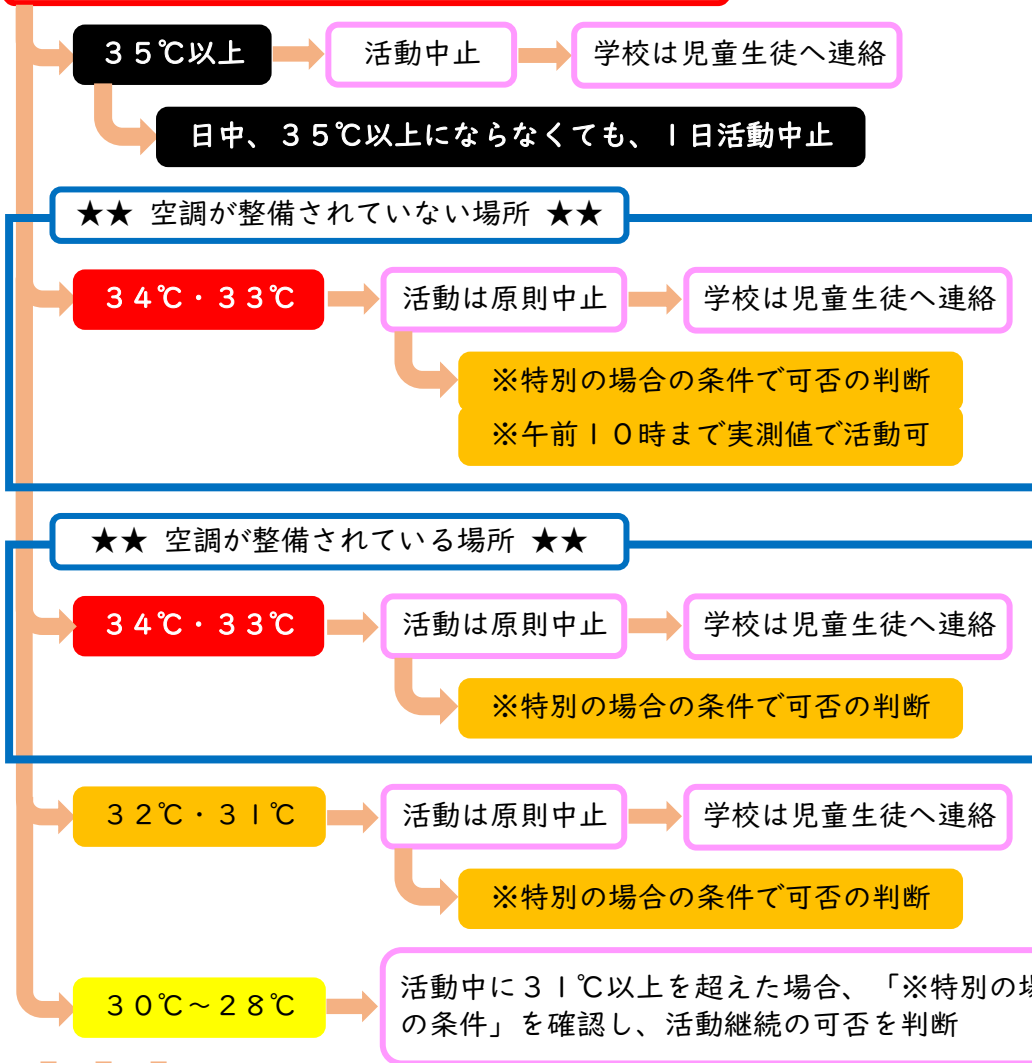 35℃以上
活動中止
学校は児童生徒へ連絡
日中、35℃以上にならなくても、1日活動中止
★★ 空調が整備されていない場所 ★★
34℃・33℃
活動は原則中止
学校は児童生徒へ連絡
※特別の場合の条件で可否の判断
※午前10時まで実測値で活動可
★★ 空調が整備されている場所 ★★
34℃・33℃
活動は原則中止
学校は児童生徒へ連絡
※特別の場合の条件で可否の判断
32℃・31℃
活動は原則中止
学校は児童生徒へ連絡
※特別の場合の条件で可否の判断
30℃~28℃
活動中に31℃以上を超えた場合、「※特別の場
の条件」を確認し、活動継続の可否を判断